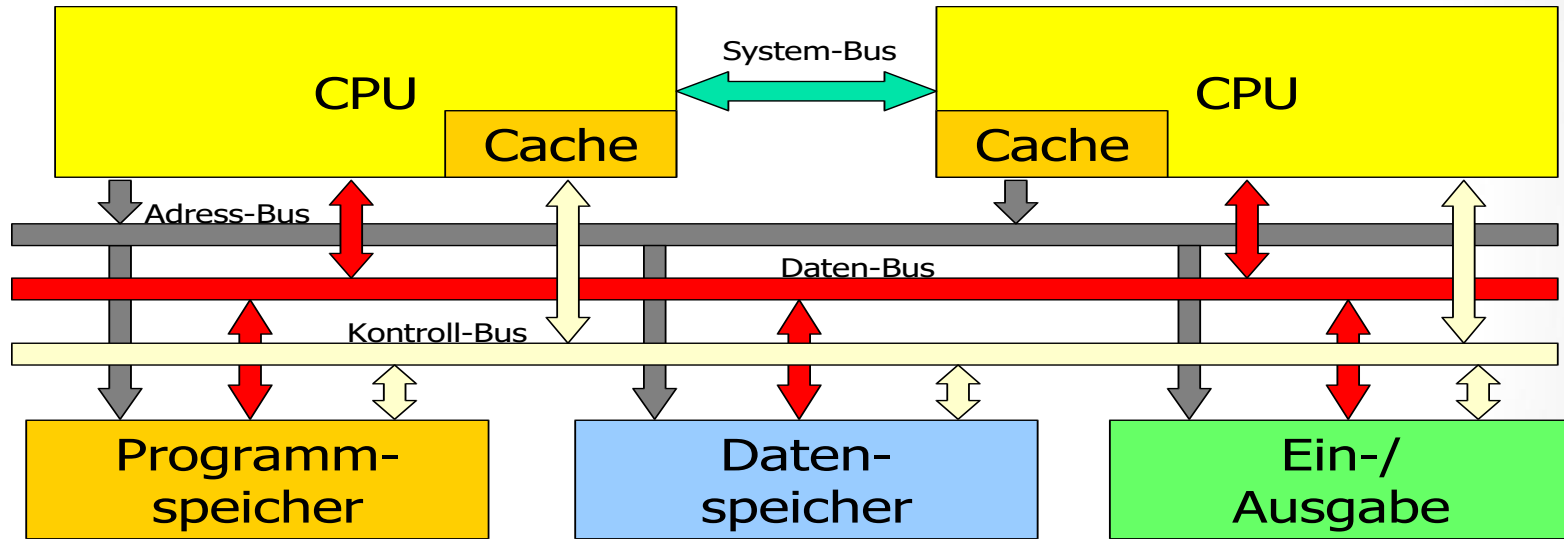 System-Bus
CPU
CPU
Cache
Cache
Adress-Bus
Daten-Bus
Kontroll-Bus
Programm-
speicher
Daten-
speicher
Ein-/
Ausgabe